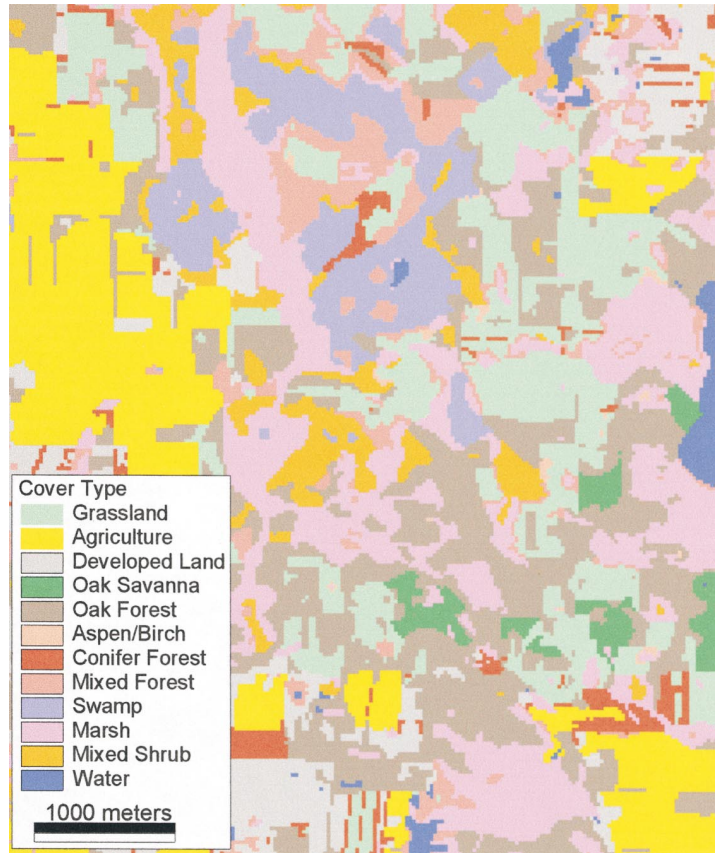 Cover Type
Grassland
Agriculture
Developed Land
Oak Savanna
Oak Forest
Aspen/Birch
Conifer Forest
Mixed Forest
Swamp
Marsh
Mixed Shrub
Water
1000 meters